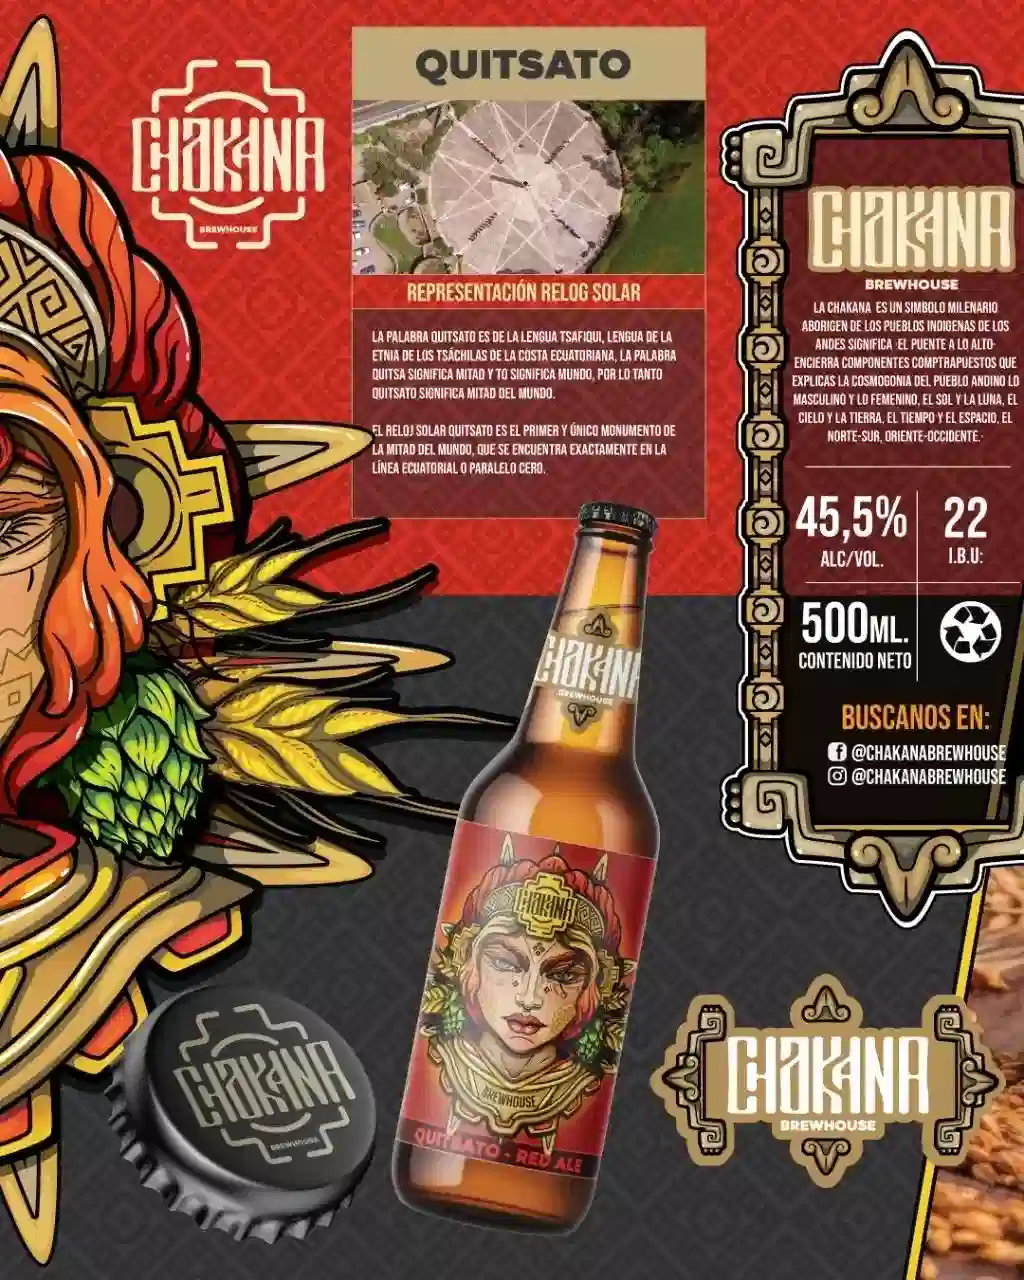 CHAKANA
BREWHOUSE
QUITSATO
REPRESENTACIÓN RELOG SOLAR
LA PALABRA QUITSATO ES DE LA LENGUA TSAFIQUI, LENGUA DE LA
ETNIA DE LOS TSÁCHILAS DE LA COSTA ECUATORIANA, LA PALABRA
QUITSA SIGNIFICA MITAD Y TO SIGNIFICA MUNDO, POR LO TANTO
QUITSATO SIGNIFICA MITAD DEL MUNDO.
EL RELOJ SOLAR QUITSATO ES EL PRIMER Y ÚNICO MONUMENTO DE
LA MITAD DEL MUNDO, QUE SE ENCUENTRA EXACTAMENTE EN LA
LÍNEA ECUATORIAL O PARALELO CERO.
CHAKANA
BREWHOUSE
LA CHAKANA ES UN SIMBOLO MILENARIO
ABORIGEN DE LOS PUEBLOS INDIGENAS DE LOS
ANDES SIGNIFICA ·EL PUENTE A LO ALTO·
ENCIERRA COMPONENTES COMPTRAPUESTOS QUE
EXPLICAS LA COSMOGONIA DEL PUEBLO ANDINO LO
MASCULINO Y LO FEMENINO, EL SOL Y LA LUNA, EL
CIELO Y LA TIERRA, EL TIEMPO Y EL ESPACIO, EL
NORTE-SUR, ORIENTE-OCCIDENTE.·
45,5%
ALC/VOL.
22
I.B.U:
500ML.
CONTENIDO NETO
BUSCANOS EN:
@CHAKANABREWHOUSE
@CHAKANABREWHOUSE
CHAKANA
BREWHOUSE
CHAKANA
BREWHOUSE
QUITSATO - RED ALE
CHAKANA
BREWHOUSE
CHAKANA
BREWHOUSE